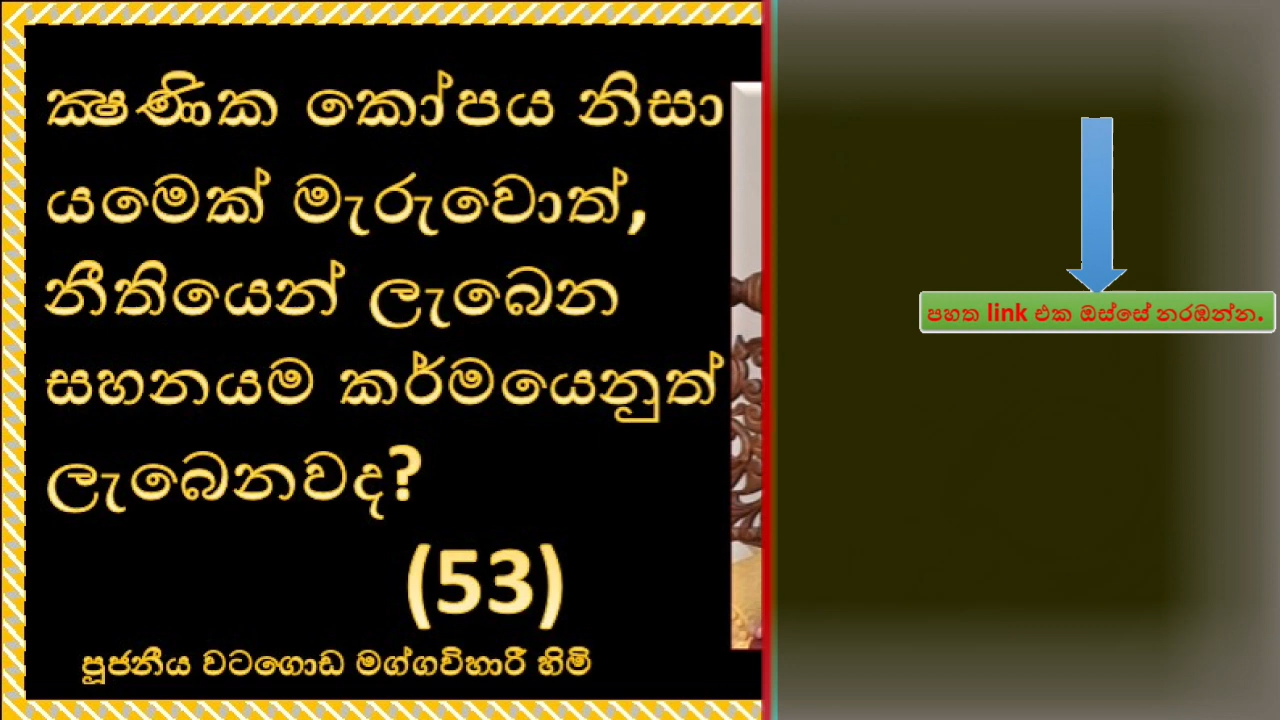 ක්‍ෂණික කෝපය නිසා
යමෙක් මැරුවොත්,
නීතියෙන් ලැබෙන
සහනයම කර්මයෙනුත්
ලැබෙනවද?
(53)
පූජනීය වටගොඩ මග්ගවිහාරී හිමි
පහත link එක ඔස්සේ නරඹන්න.